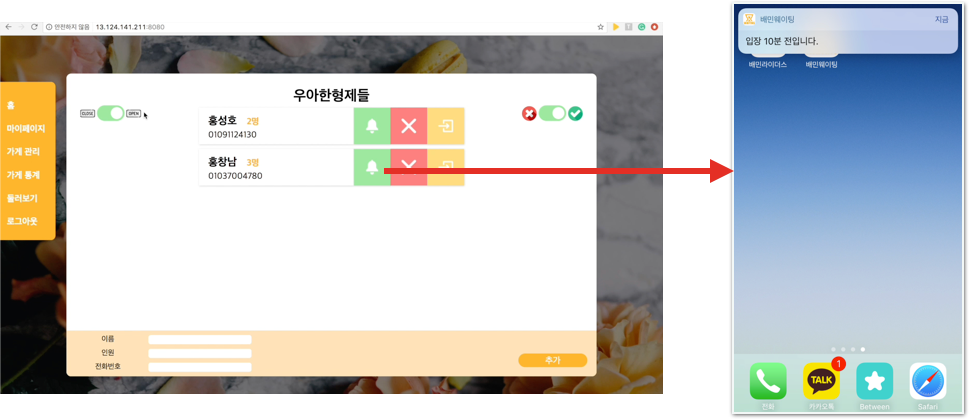 안전하지 않음 13.124.141.211:8080
홈
마이페이지
가게 관리
가게 통계
둘러보기
로그아웃
우아한형제들
CLOSE
OPEN
홍성호 2명
01091124130
홍창남 3명
01037004780
이름
인원
전화번호
추가
배민웨이팅
지금
입장 10분 전입니다.
배민라이더스
배민웨이팅
1
TALK
전화
카카오톡
Between
Safari